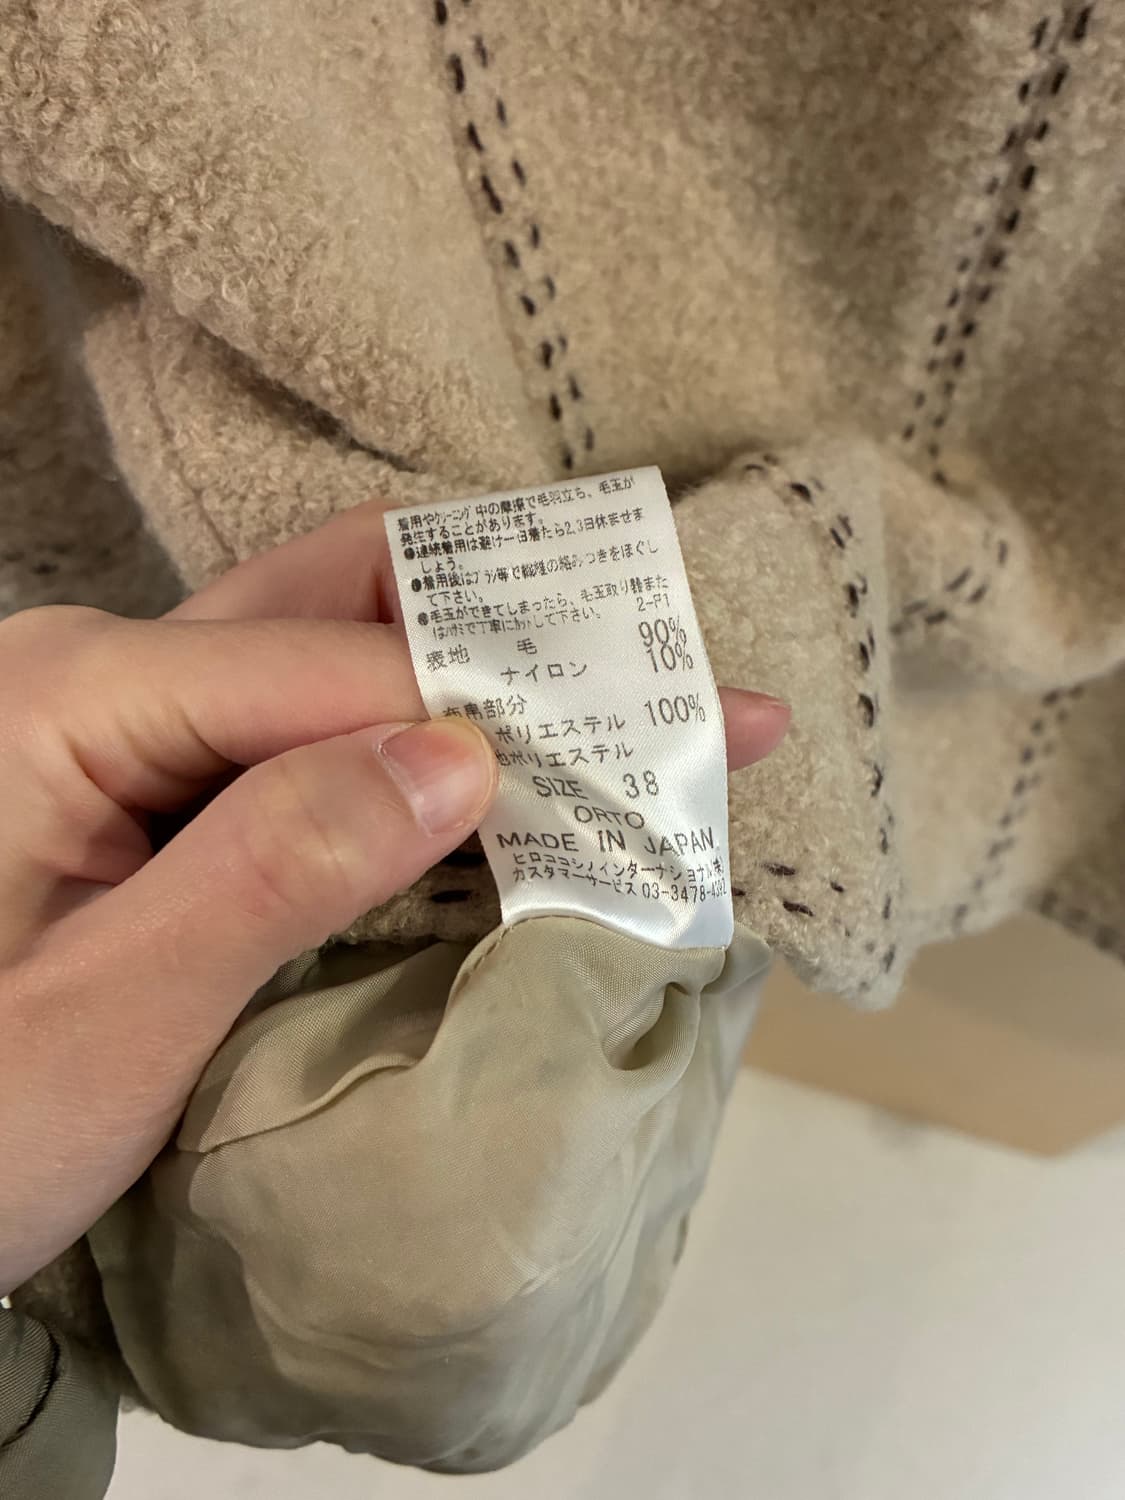 着用やクリーニング中の摩擦で毛羽立ち、毛玉が
発生することがあります。
●連続着用は避け一日着たら2,3日休ませま
しょう。
●着用後はブラシ等で繊維の絡みつきをほぐし
て下さい。
●毛玉ができてしまったら、毛玉取り器また
はハサミで丁寧にカットして下さい。
2-P1
表地 毛 90%
ナイロン 10%
布帛部分
ポリエステル 100%
ポリエステル
SIZE 38
ORTO
MADE IN JAPAN
ヒロココシノインターナショナル(株)
カスタマーサービス 03-3478-